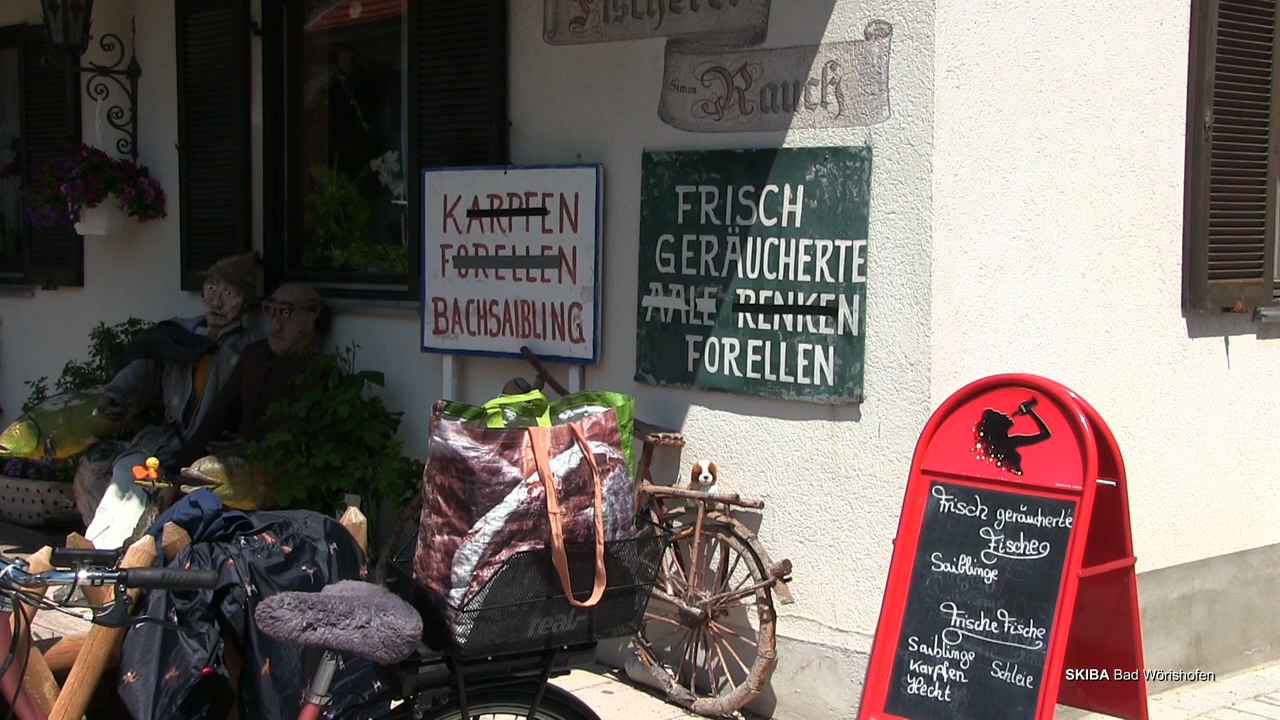 Fischerei
Simon Rauch
KARPFEN
FORELLEN
BACHSAIBLING
FRISCH
GERÄUCHERTE
AALE RENKEN
FORELLEN
real,-
Frisch geräucherte
Fische
Saiblinge
Frische Fische
Saiblinge
Karpfen Schleie
Hecht
SKIBA Bad Wörishofen